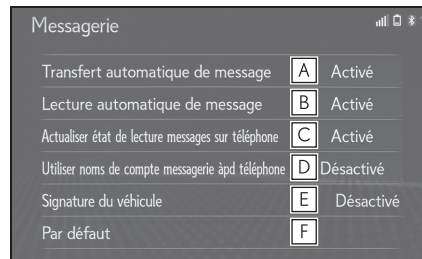 Messagerie
Transfert automatique de message A Activé
Lecture automatique de message B Activé
Actualiser état de lecture messages sur téléphone C Activé
Utiliser noms de compte messagerie àpd téléphone D Désactivé
Signature du véhicule E Désactivé
Par défaut F